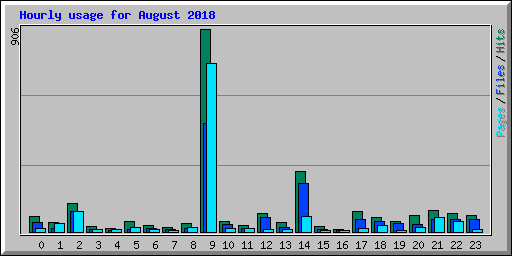 Hourly usage for August 2018
906
Pages/Files/Hits
0 1 2 3 4 5 6 7 8 9 10 11 12 13 14 15 16 17 18 19 20 21 22 23